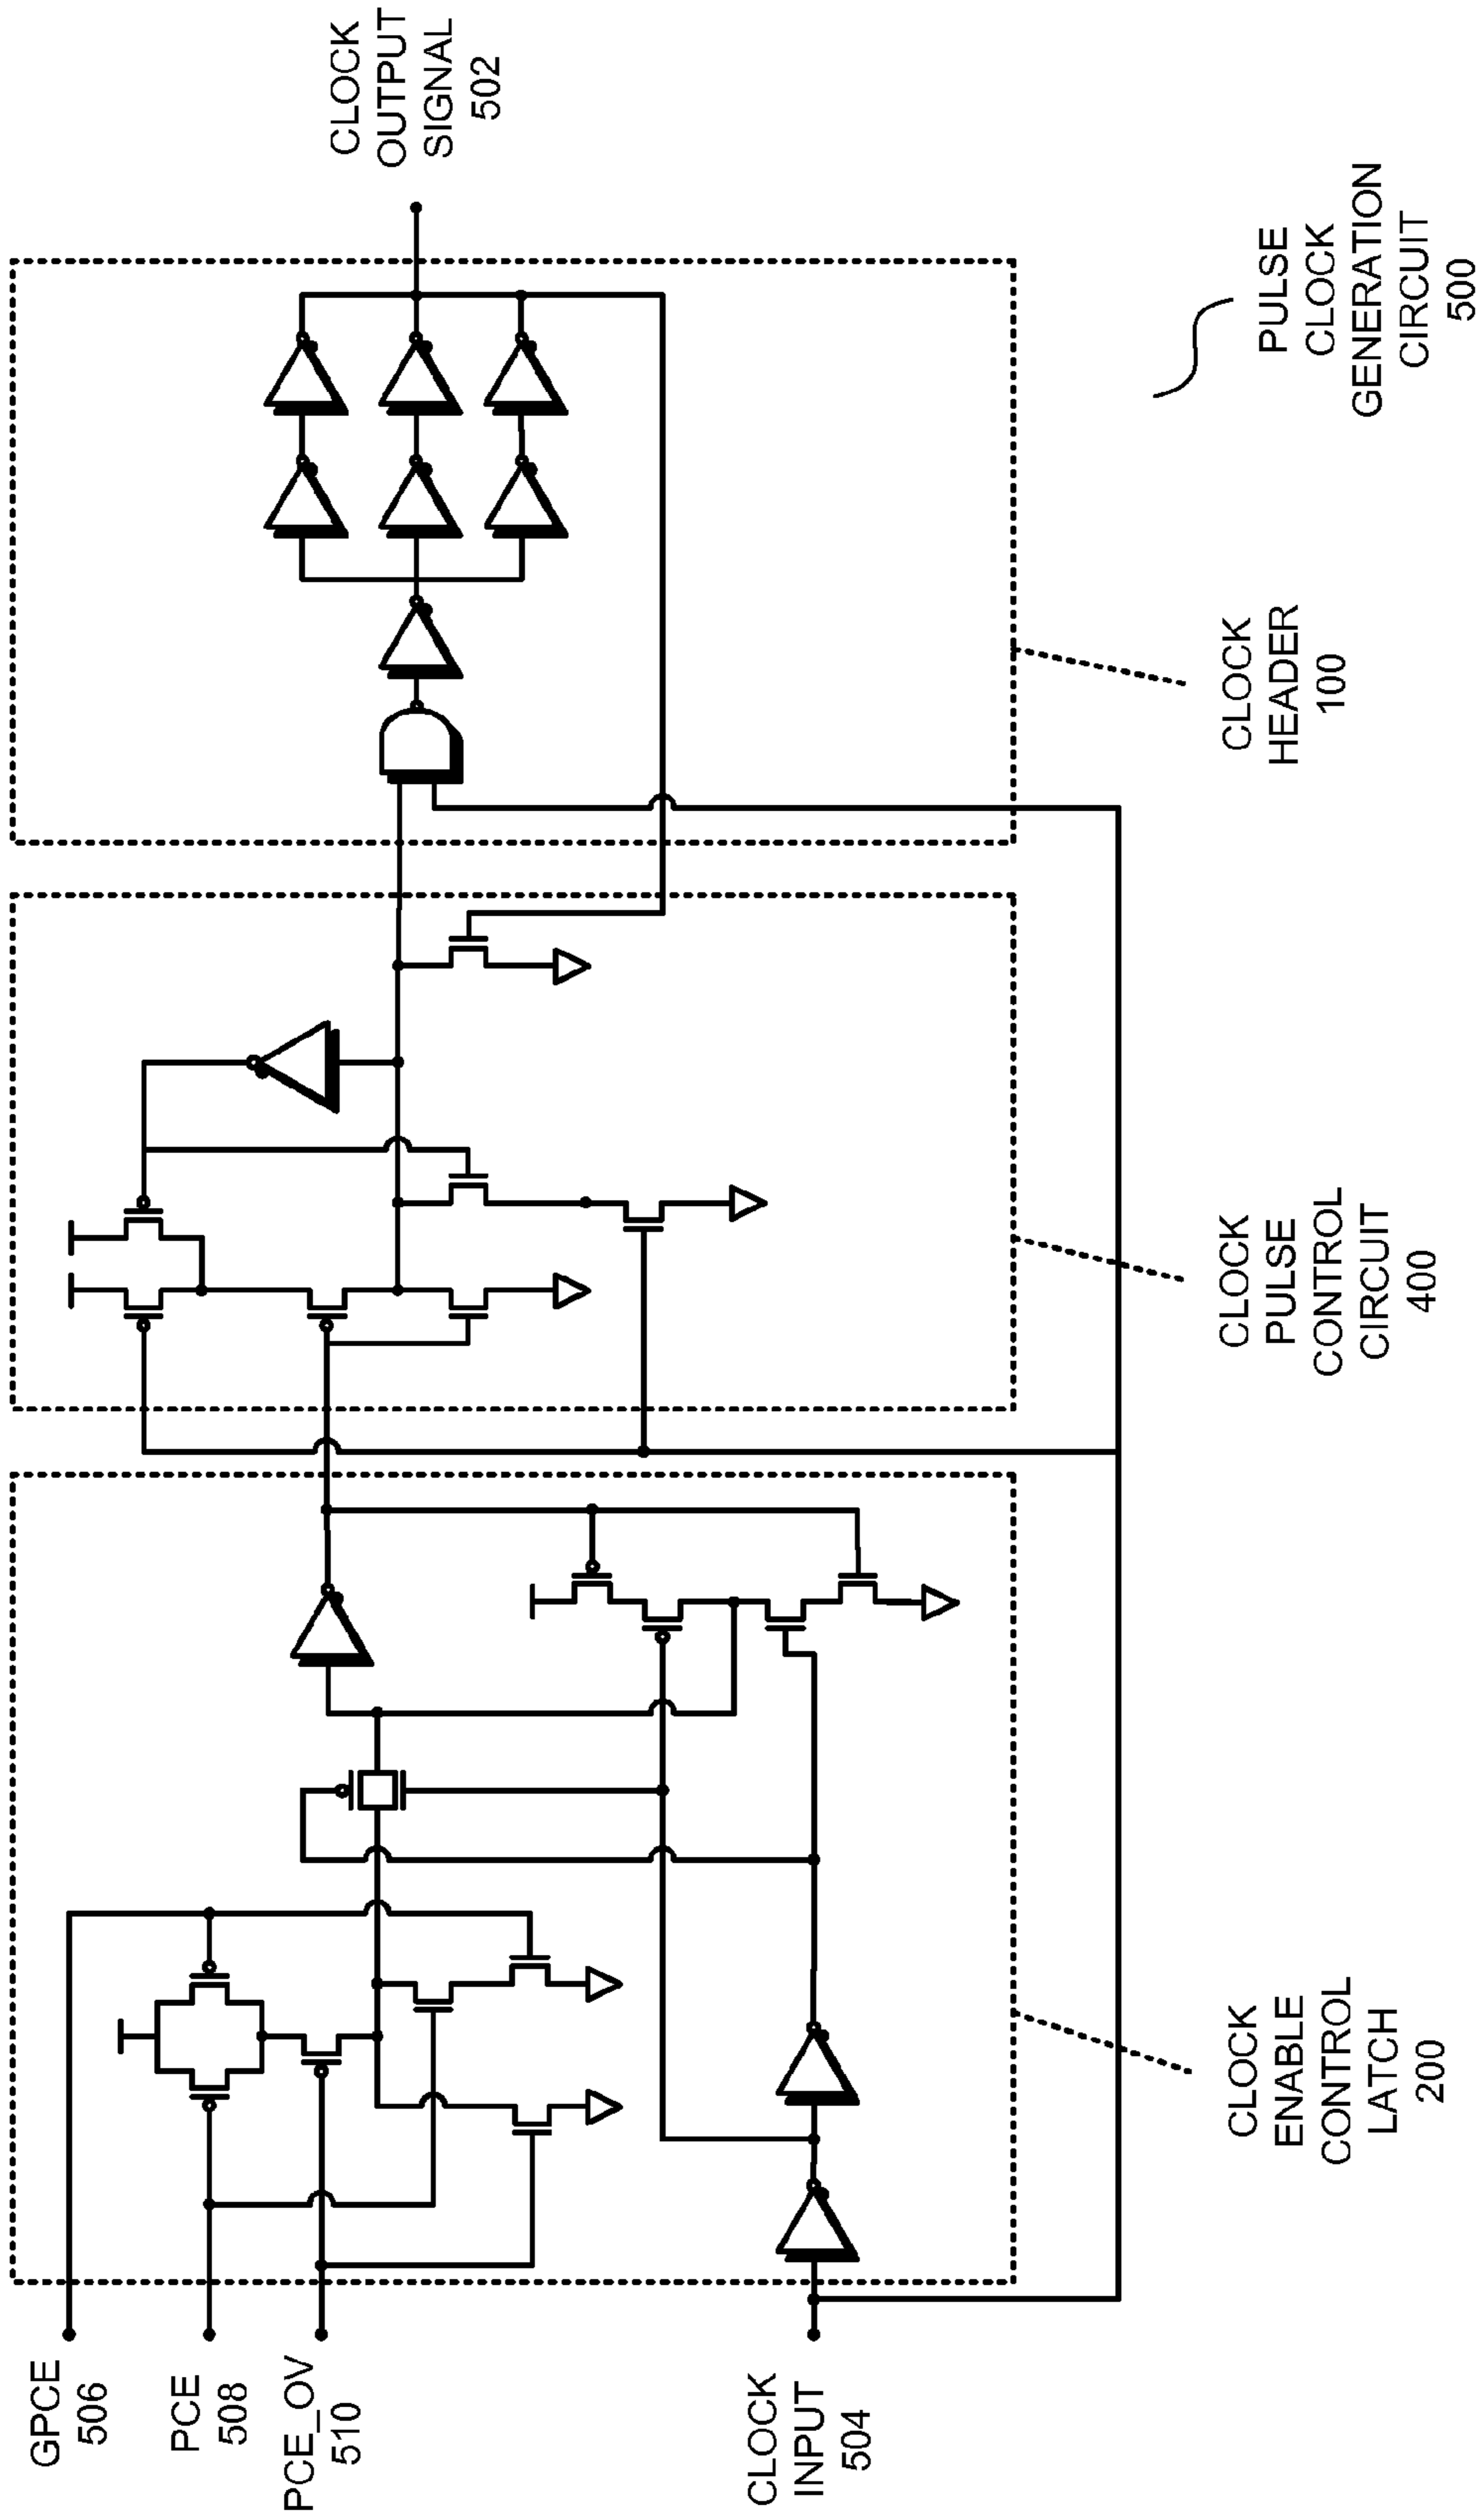 GPCE
506
PCE
508
PCE_OV
510
CLOCK
INPUT
504
CLOCK
OUTPUT
SIGNAL
502
CLOCK
ENABLE
CONTROL
LATCH
200
CLOCK
PULSE
CONTROL
CIRCUIT
400
CLOCK
HEADER
100
PULSE
CLOCK
GENERATION
CIRCUIT
500